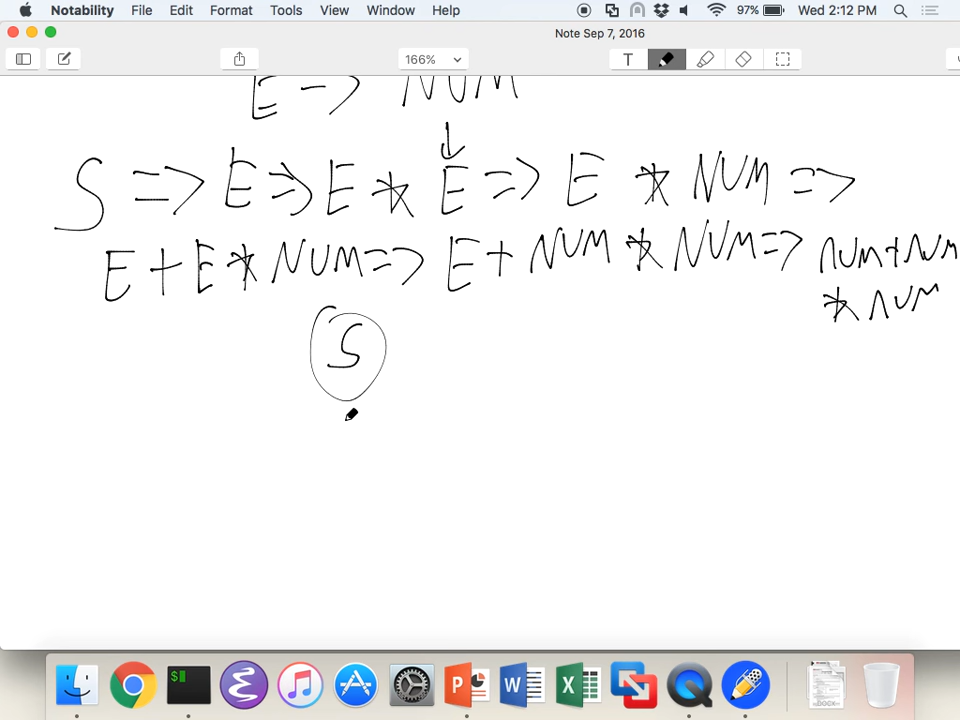 Notability File Edit Format Tools View Window Help 97% Wed 2:12 PM
Note Sep 7, 2016
166% T
E -> NUM
S => E => E * E => E * NUM =>
E + E * NUM => E + NUM * NUM => NUM + NUM
* NUM
S
$ P W X DOCX